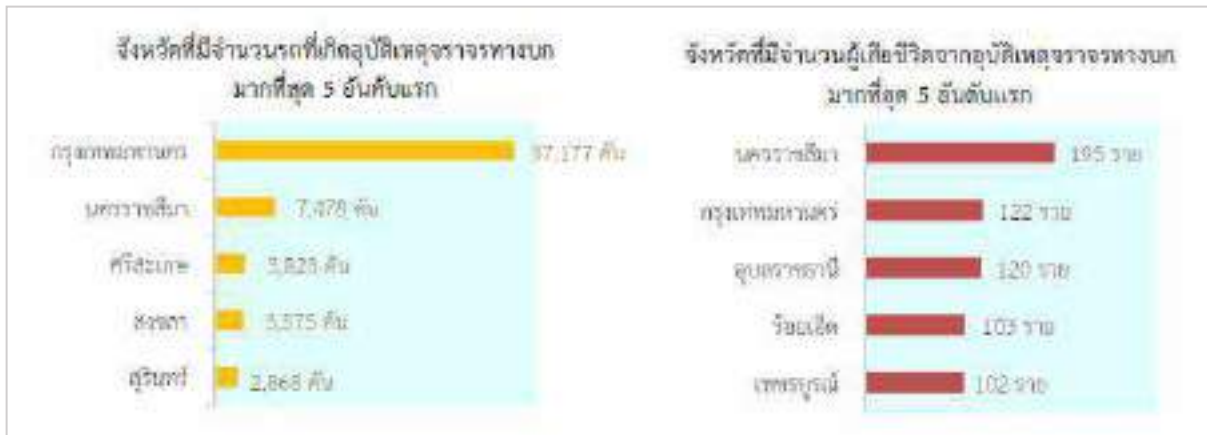 จังหวัดที่มีจำนวนรถที่เกิดอุบัติเหตุจราจรทางบก
มากที่สุด 5 อันดับแรก
กรุงเทพมหานคร 37,177 คัน
นครราชสีมา 7,478 คัน
ศรีสะเกษ 3,823 คัน
สงขลา 3,575 คัน
สุรินทร์ 2,868 คัน
จังหวัดที่มีจำนวนผู้เสียชีวิตจากอุบัติเหตุจราจรทางบก
มากที่สุด 5 อันดับแรก
นครราชสีมา 195 ราย
กรุงเทพมหานคร 122 ราย
อุบลราชธานี 120 ราย
ร้อยเอ็ด 103 ราย
เพชรบูรณ์ 102 ราย